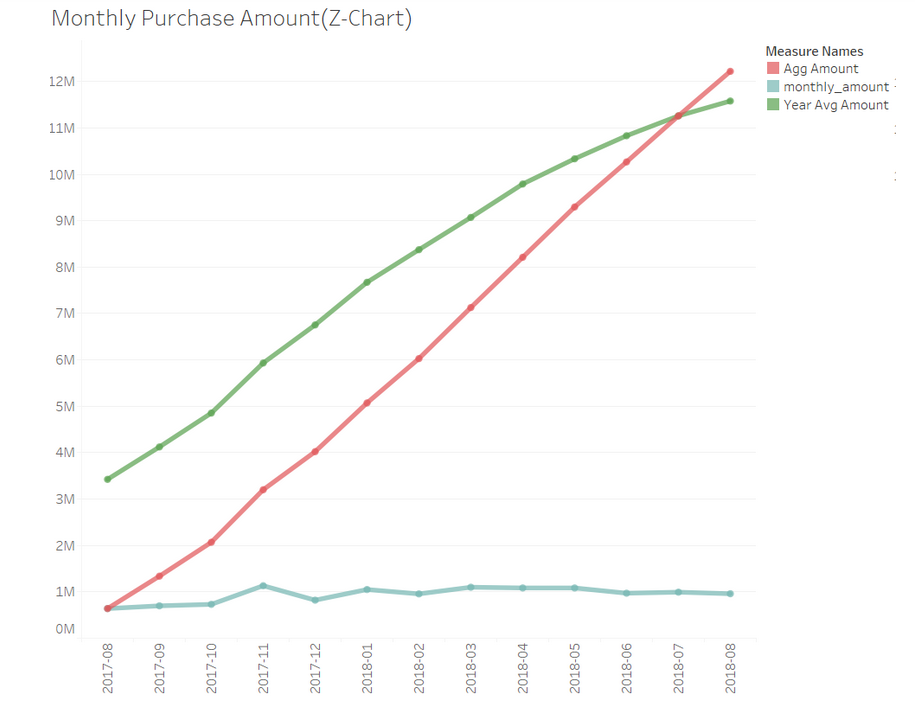 Monthly Purchase Amount(Z-Chart)
Measure Names
Agg Amount
monthly_amount
Year Avg Amount
12M
11M
10M
9M
8M
7M
6M
5M
4M
3M
2M
1M
0M
2017-08
2017-09
2017-10
2017-11
2017-12
2018-01
2018-02
2018-03
2018-04
2018-05
2018-06
2018-07
2018-08